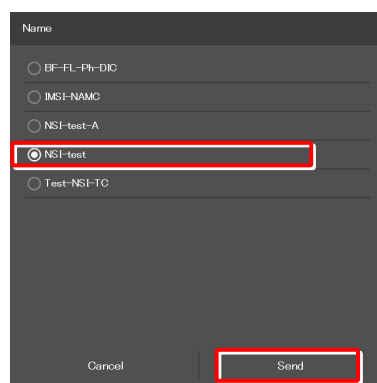 Name
BF-FL-Ph-DIC
IMSI-NAMC
NSI-test-A
NSI-test
Test-NSI-TC
Cancel Send